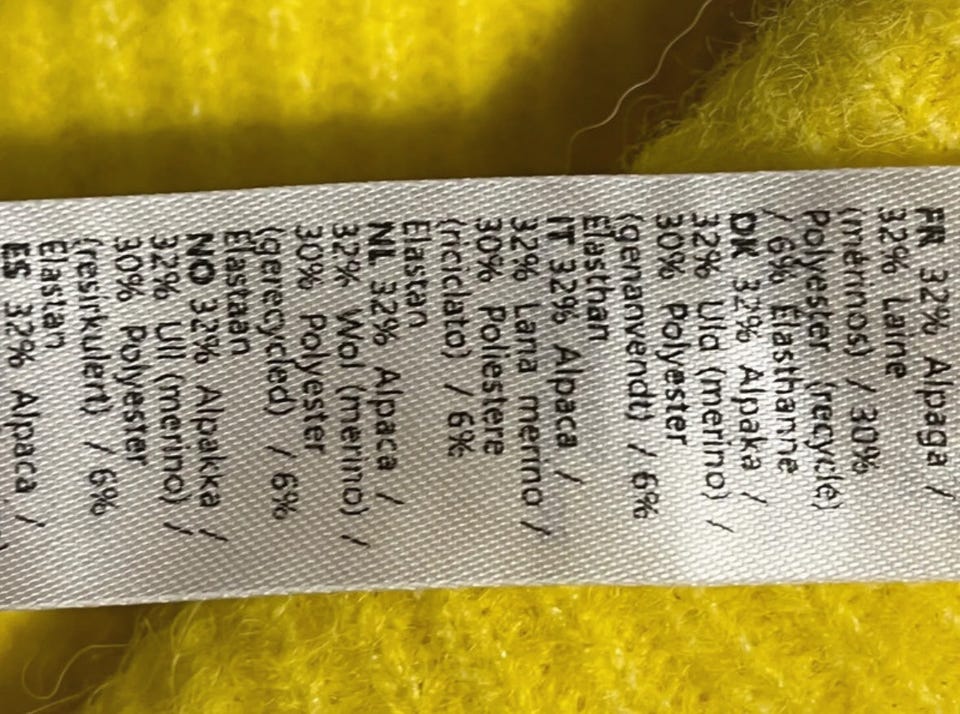 FR 32% Alpaga /
32% Larne
(mérinos) / 30%
Polyester (recyclé)
/ 6% Élasthanne
DK 32% Alpaka /
32% Uld (merino) /
30% Polyester
(genanvendt) / 6%
Elasthan
IT 32% Alpaca /
32% Lana merino /
30% Poliestere
(riciclato) / 6%
Elastan
NL 32% Alpaca /
32% Wol (merino) /
30% Polyester
(gerecycled) / 6%
Elastaan
NO 32% Alpakka /
32% Ull (merino) /
30% Polyester
(resirkulert) / 6%
Elastan
ES 32% Alpaca /